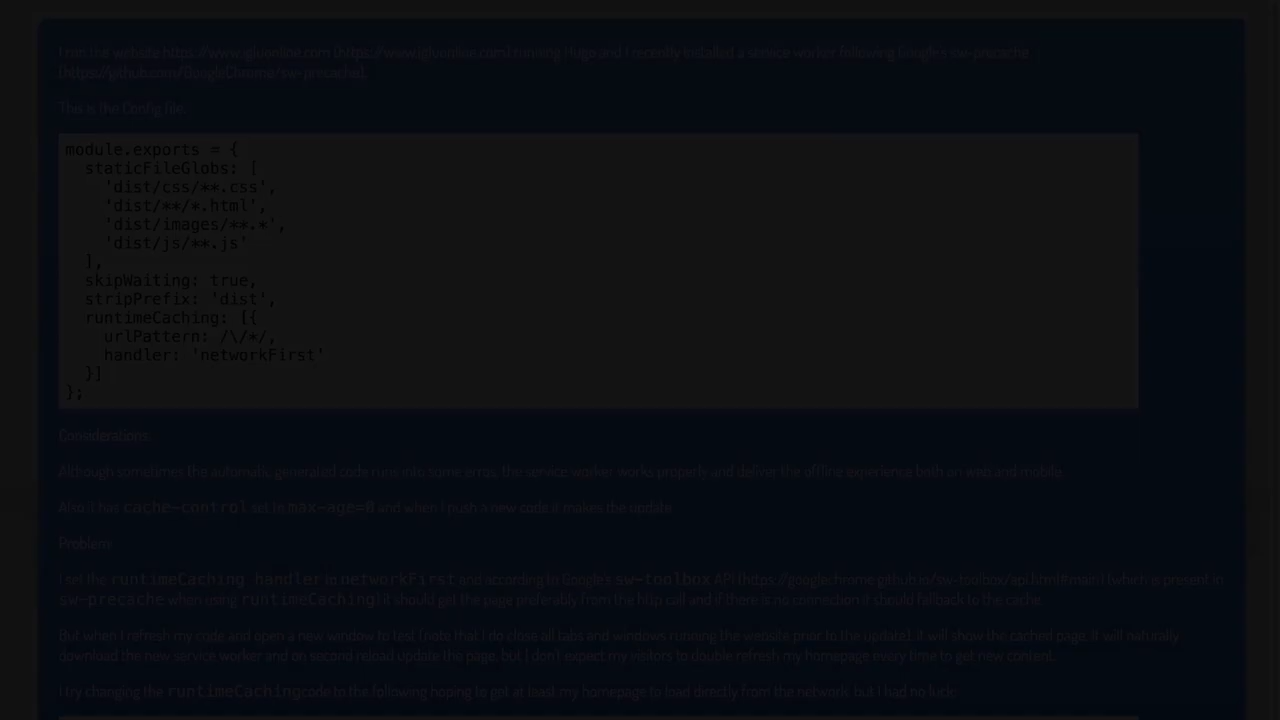 I run the website https://www.igluonline.com [https://www.igluonline.com] running Hugo and I recently installed a service worker following Google's sw-precache
[https://github.com/GoogleChrome/sw-precache].
This is the Config file:
module.exports = {
  staticFileGlobs: [
    'dist/css/**.css',
    'dist/**/*.html',
    'dist/images/**.*',
    'dist/js/**.js'
  ],
  skipWaiting: true,
  stripPrefix: 'dist',
  runtimeCaching: [{
    urlPattern: /\/*/,
    handler: 'networkFirst'
  }]
};
Considerations:
Although sometimes the automatic generated code runs into some erros, the service worker works properly and deliver the offline experience both on web and mobile.
Also it has cache-control set to max-age=0 and when I push a new code it makes the update.
Problem:
I set the runtimeCaching handler to networkFirst and according to Google's sw-toolbox API [https://googlechrome.github.io/sw-toolbox/api.html#main] (which is present in
sw-precache when using runtimeCaching) it should get the page preferably from the http call and if there is no connection it should fallback to the cache.
But when I refresh my code and open a new window to test (note that I do close all tabs and windows running the website prior to the update), it will show the cached page. It will naturally
download the new service worker and on second reload update the page, but I don't expect my visitors to double refresh my homepage every time to get new content.
I try changing the runtimeCaching code to the following hoping to get at least my homepage to load directly from the network, but I had no luck: